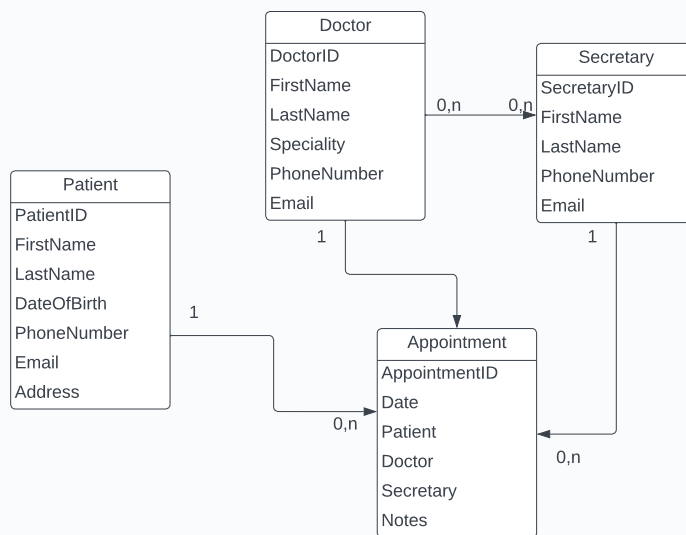 Doctor
DoctorID
FirstName
LastName
Speciality
PhoneNumber
Email
0,n
0,n
Secretary
SecretaryID
FirstName
LastName
PhoneNumber
Email
Patient
PatientID
FirstName
LastName
DateOfBirth
PhoneNumber
Email
Address
1
1
1
0,n
0,n
Appointment
AppointmentID
Date
Patient
Doctor
Secretary
Notes